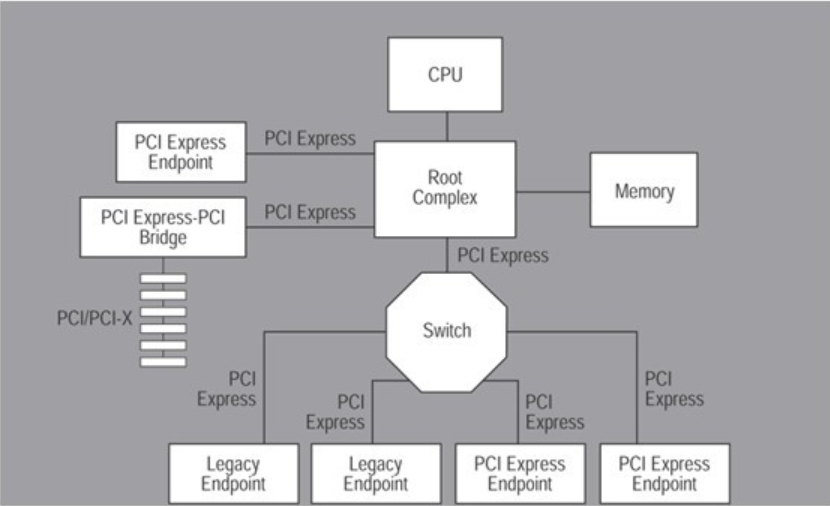 CPU
PCI Express
Endpoint
PCI Express
Root
Complex
Memory
PCI Express-PCI
Bridge
PCI Express
PCI Express
PCI/PCI-X
Switch
PCI
Express
PCI
Express
PCI
Express
PCI
Express
Legacy
Endpoint
Legacy
Endpoint
PCI Express
Endpoint
PCI Express
Endpoint